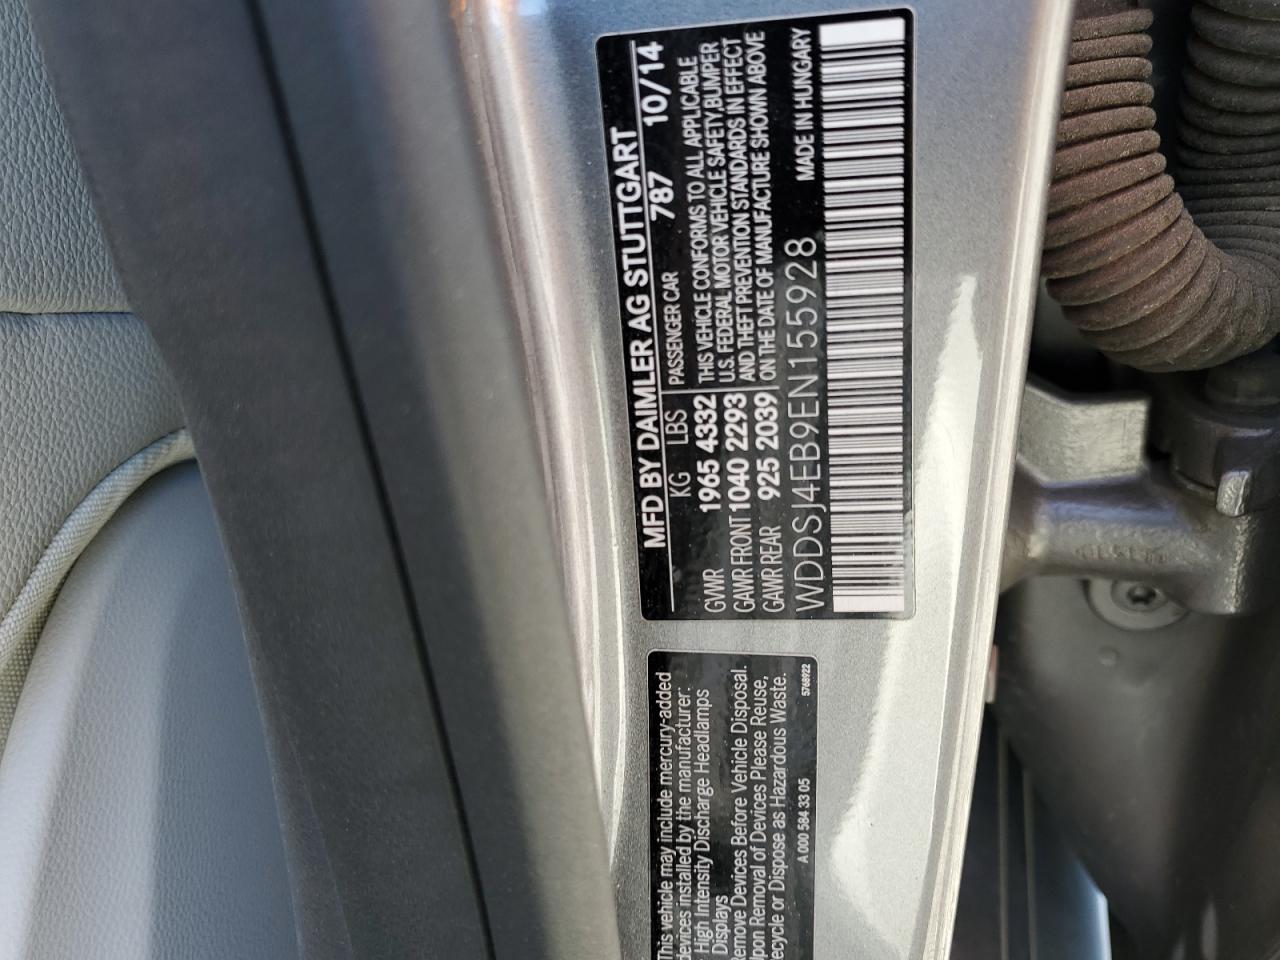 MFD BY DAIMLER AG STUTTGART
KG LBS PASSENGER CAR 787 10/14
GVWR 1965 4332
GAWR FRONT 1040 2293
GAWR REAR 925 2039
THIS VEHICLE CONFORMS TO ALL APPLICABLE
U.S. FEDERAL MOTOR VEHICLE SAFETY,BUMPER
AND THEFT PREVENTION STANDARDS IN EFFECT
ON THE DATE OF MANUFACTURE SHOWN ABOVE
WDDSJ4EB9EN155928 MADE IN HUNGARY
This vehicle may include mercury-added
devices installed by the manufacturer:
High Intensity Discharge Headlamps
Displays
Remove Devices Before Vehicle Disposal.
Upon Removal of Devices Please Reuse,
Recycle or Dispose as Hazardous Waste.
A 000 584 33 05 5768922